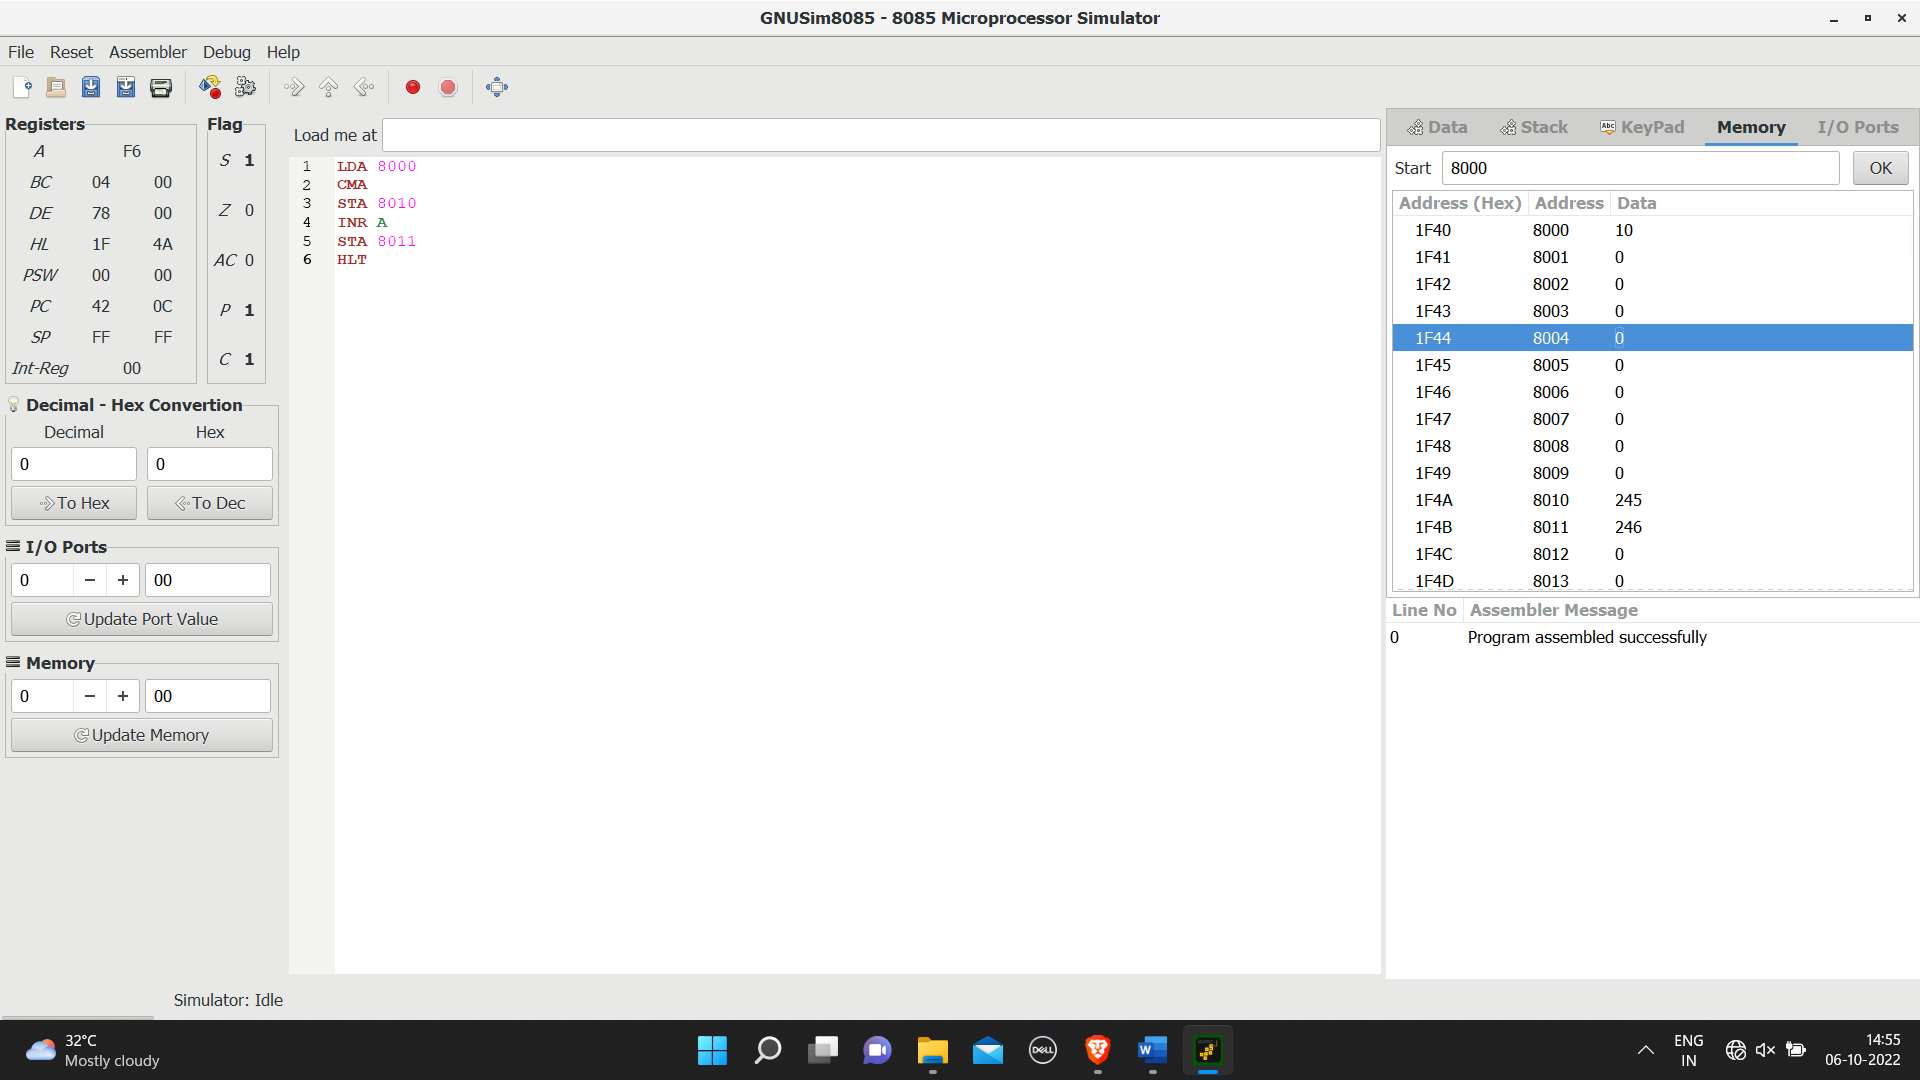 GNUSim8085 - 8085 Microprocessor Simulator
File Reset Assembler Debug Help
Registers
A F6
BC 04 00
DE 78 00
HL 1F 4A
PSW 00 00
PC 42 0C
SP FF FF
Int-Reg 00
Flag
S 1
Z 0
AC 0
P 1
C 1
Decimal - Hex Convertion
Decimal Hex
0 0
To Hex To Dec
I/O Ports
0 − + 00
Update Port Value
Memory
0 − + 00
Update Memory
Load me at
1 LDA 8000
2 CMA
3 STA 8010
4 INR A
5 STA 8011
6 HLT
Data Stack Abc KeyPad Memory I/O Ports
Start 8000 OK
Address (Hex) Address Data
1F40 8000 10
1F41 8001 0
1F42 8002 0
1F43 8003 0
1F44 8004 0
1F45 8005 0
1F46 8006 0
1F47 8007 0
1F48 8008 0
1F49 8009 0
1F4A 8010 245
1F4B 8011 246
1F4C 8012 0
1F4D 8013 0
Line No Assembler Message
0 Program assembled successfully
Simulator: Idle
32°C
Mostly cloudy
DELL
W
ENG
IN
14:55
06-10-2022